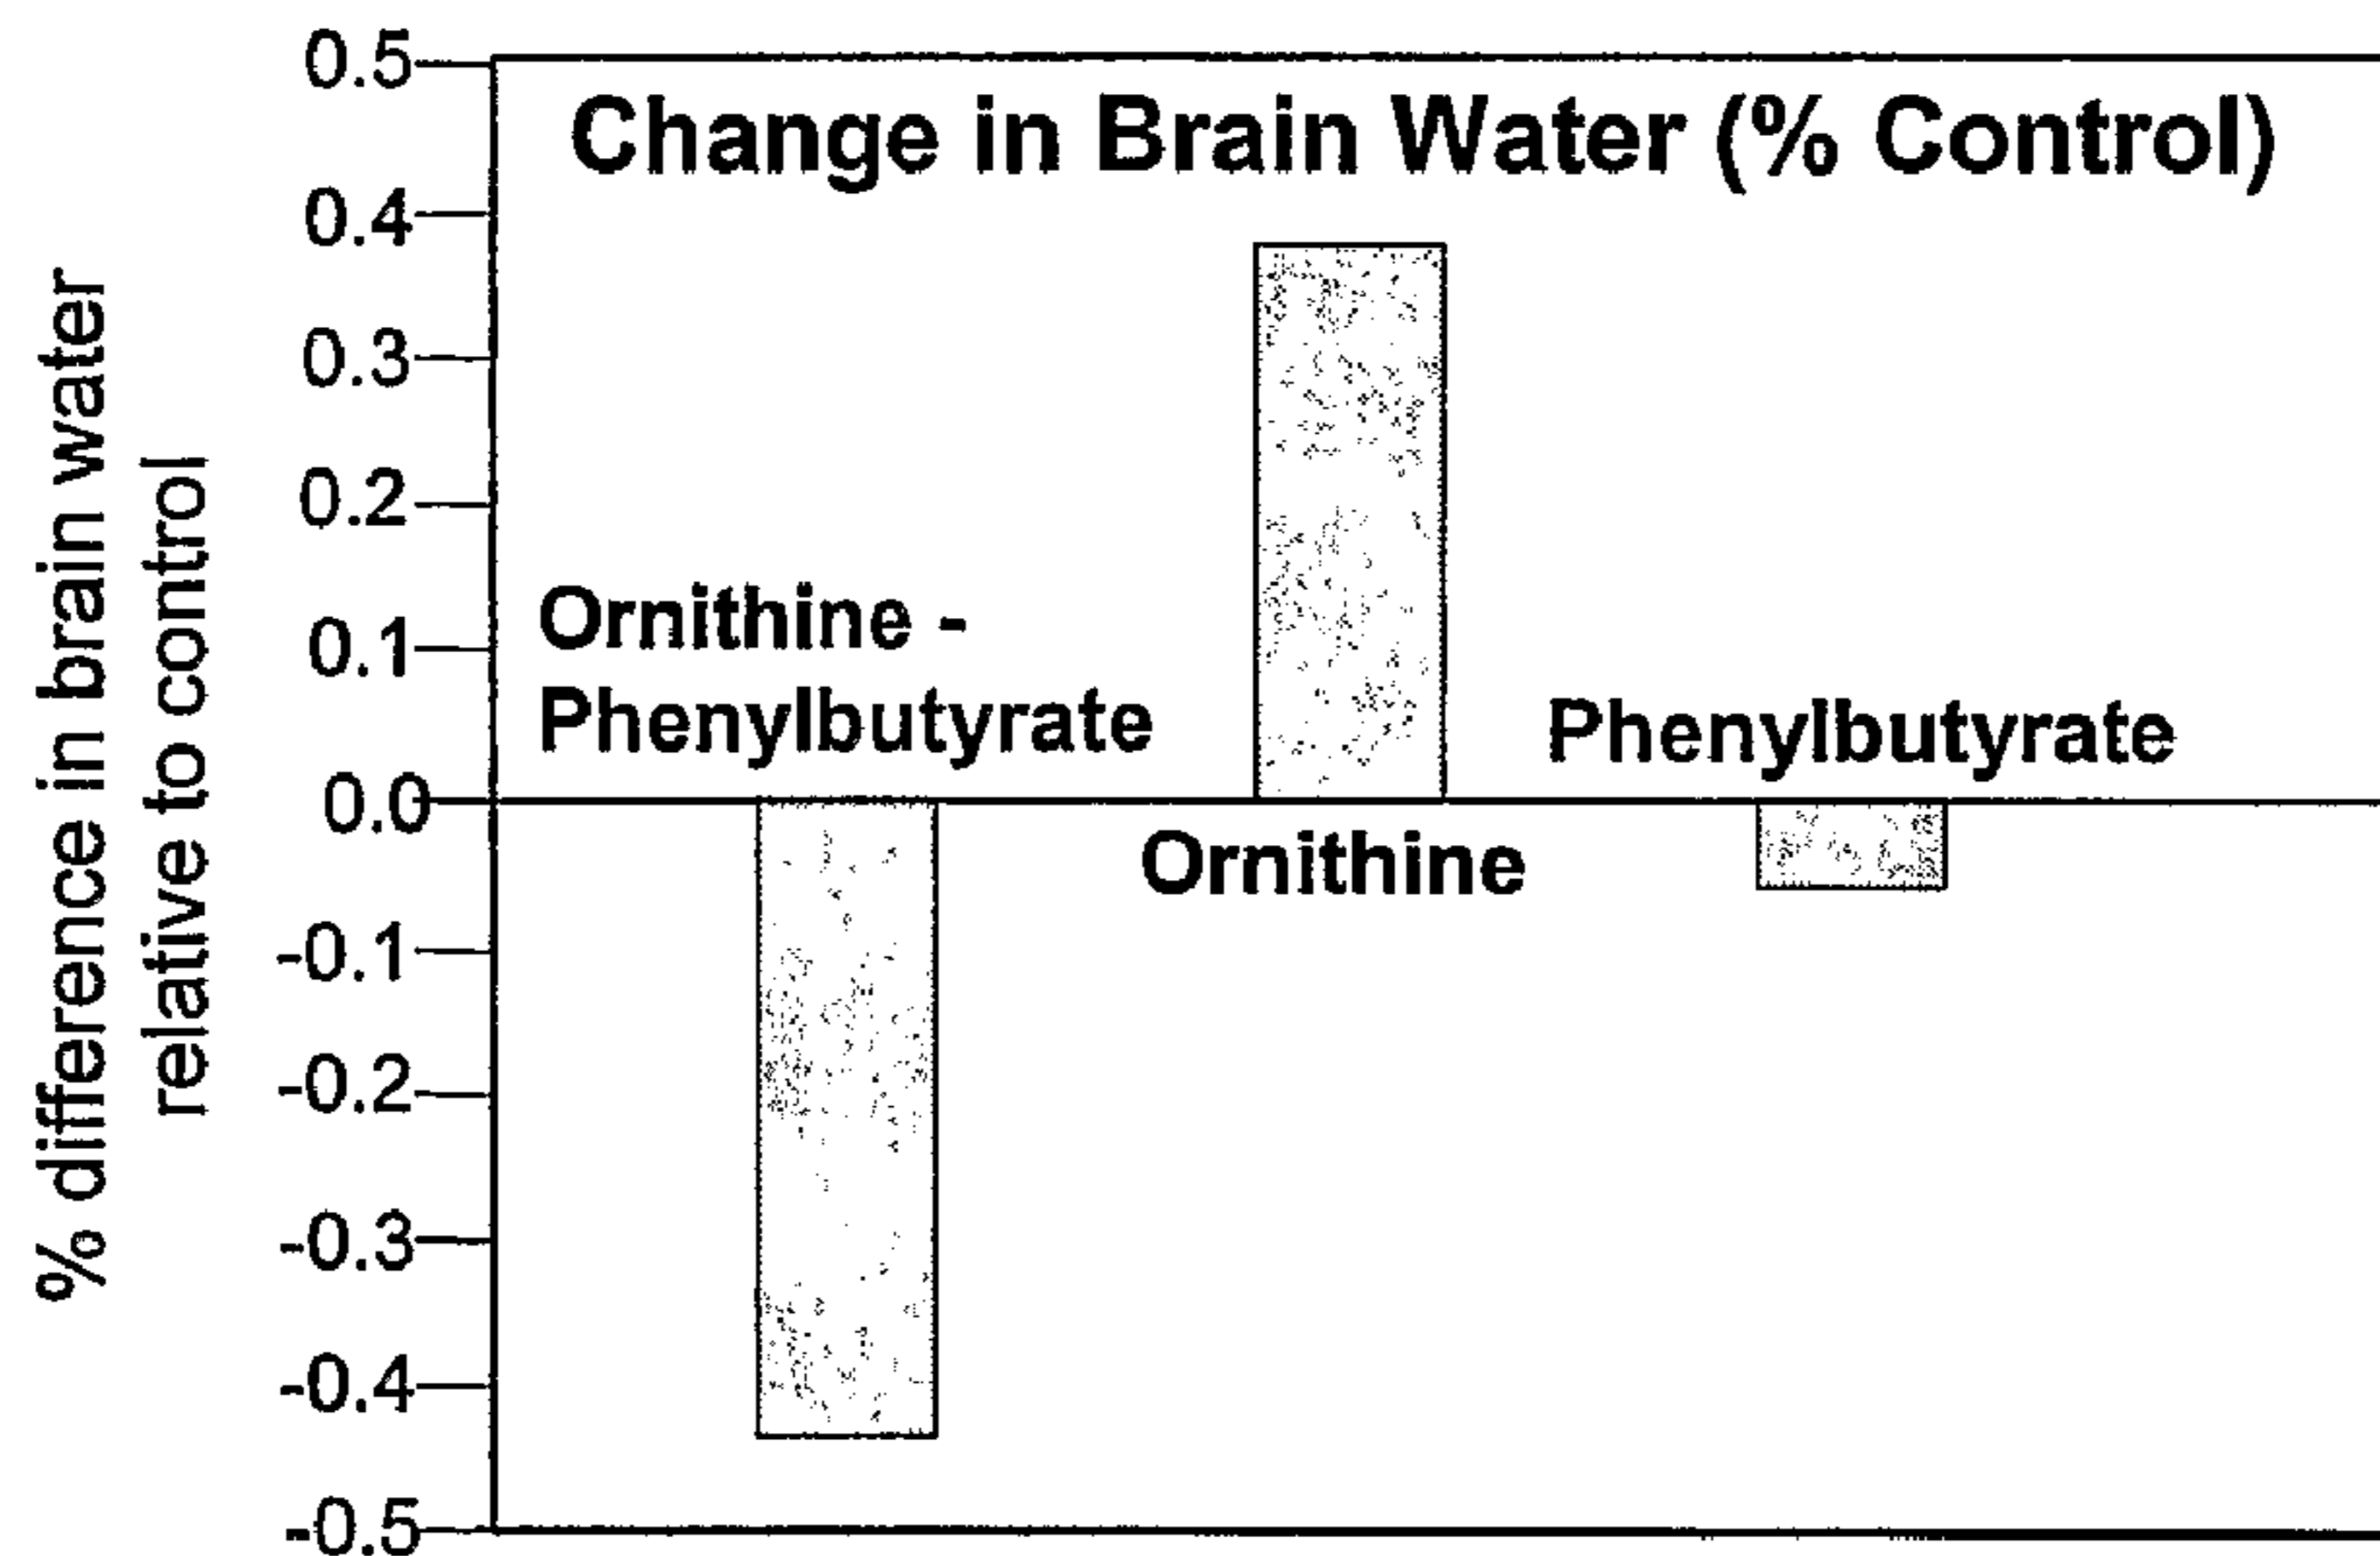 Change in Brain Water (% Control)
% difference in brain water
relative to control
0.5
0.4
0.3
0.2
0.1
0.0
-0.1
-0.2
-0.3
-0.4
-0.5
Ornithine -
Phenylbutyrate
Ornithine
Phenylbutyrate